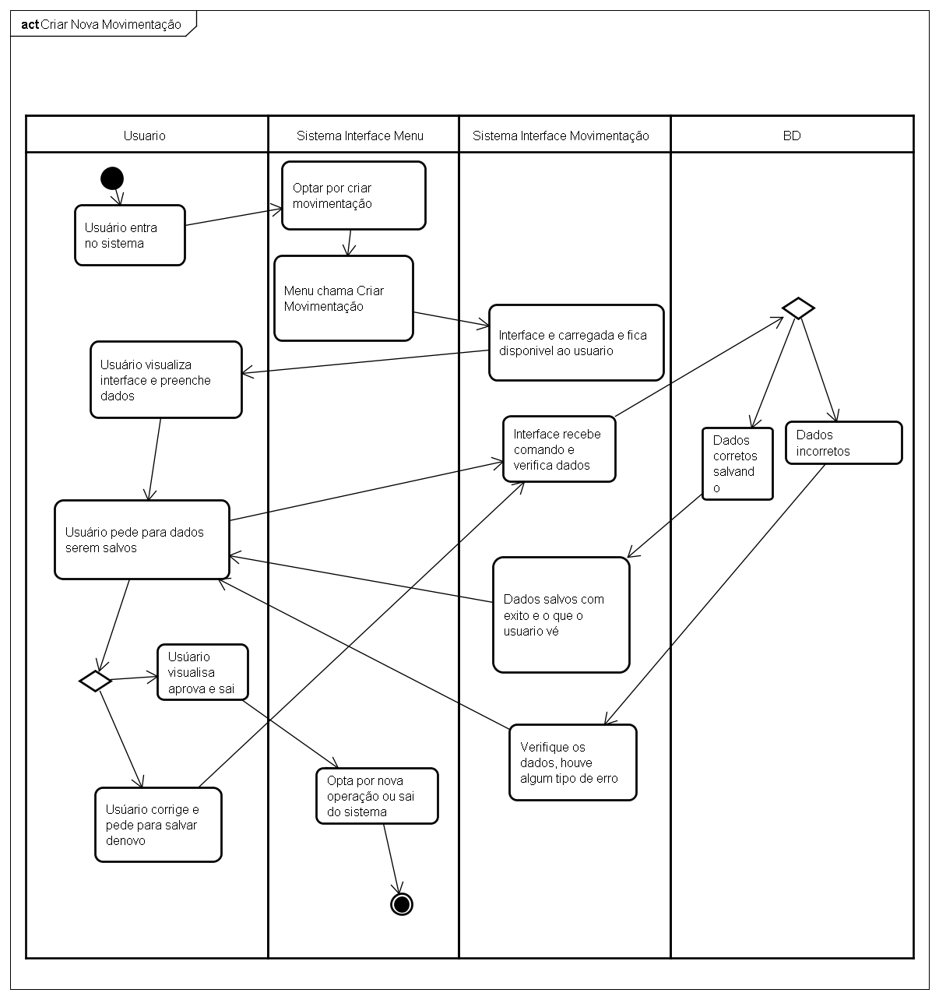 act Criar Nova Movimentação
Usuario
Sistema Interface Menu
Sistema Interface Movimentação
BD
Usuário entra
no sistema
Optar por criar
movimentação
Menu chama Criar
Movimentação
Interface e carregada e fica
disponivel ao usuario
Usuário visualiza
interface e preenche
dados
Interface recebe
comando e
verifica dados
Dados
corretos
salvand
o
Dados
incorretos
Usuário pede para dados
serem salvos
Dados salvos com
exito e o que o
usuario vé
Usúario
visualisa
aprova e sai
Verifique os
dados, houve
algum tipo de erro
Opta por nova
operação ou sai
do sistema
Usúario corrige e
pede para salvar
denovo